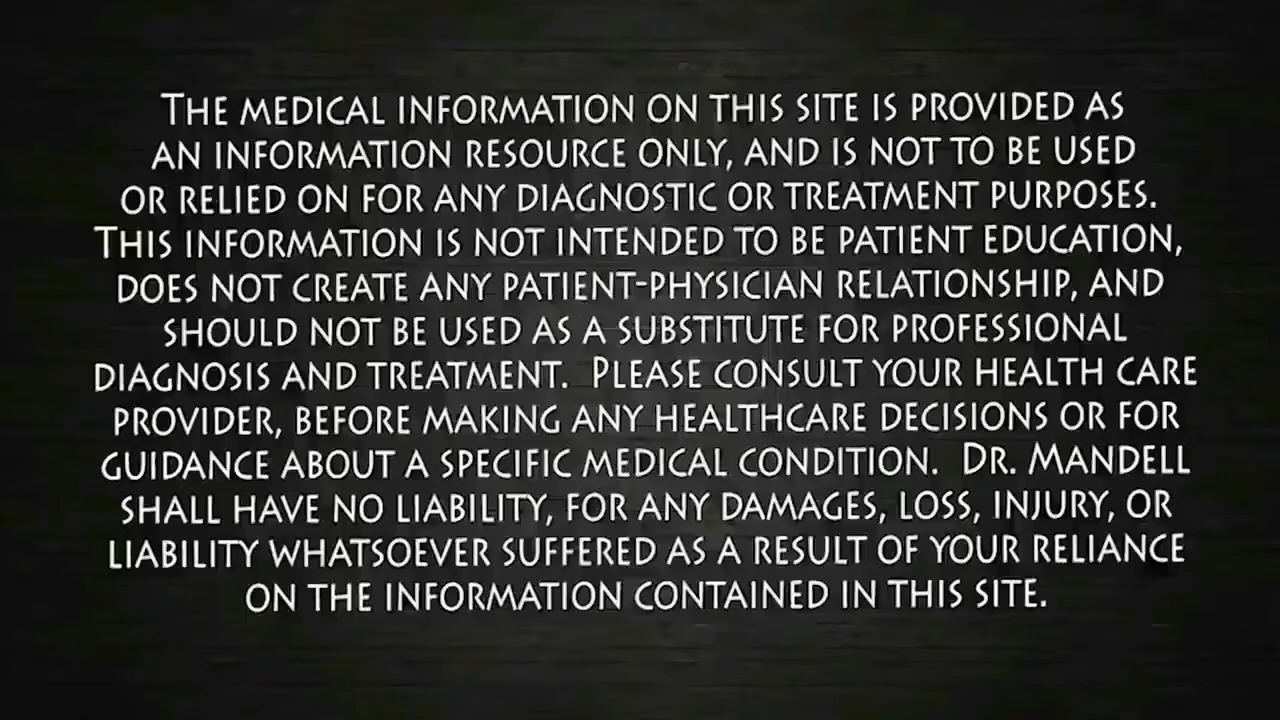 The medical information on this site is provided as
an information resource only, and is not to be used
or relied on for any diagnostic or treatment purposes.
This information is not intended to be patient education,
does not create any patient-physician relationship, and
should not be used as a substitute for professional
diagnosis and treatment.  Please consult your health care
provider, before making any healthcare decisions or for
guidance about a specific medical condition.  Dr. Mandell
shall have no liability, for any damages, loss, injury, or
liability whatsoever suffered as a result of your reliance
on the information contained in this site.